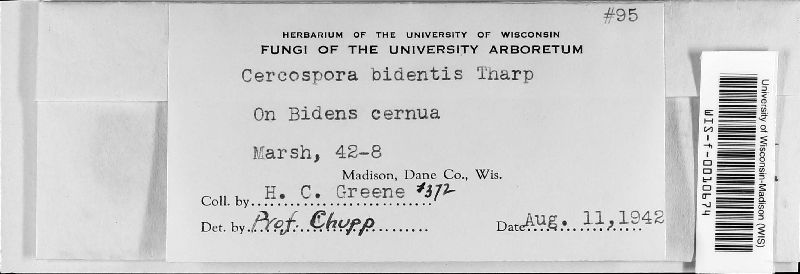 #95
HERBARIUM OF THE UNIVERSITY OF WISCONSIN
FUNGI OF THE UNIVERSITY ARBORETUM
Cercospora bidentis Tharp
On Bidens cernua
Marsh, 42-8
Madison, Dane Co., Wis.
Coll. by H. C. Greene #372
Det. by Prof. Chupp
Date Aug. 11, 1942
University of Wisconsin-Madison (WIS)
WIS-f-0010674